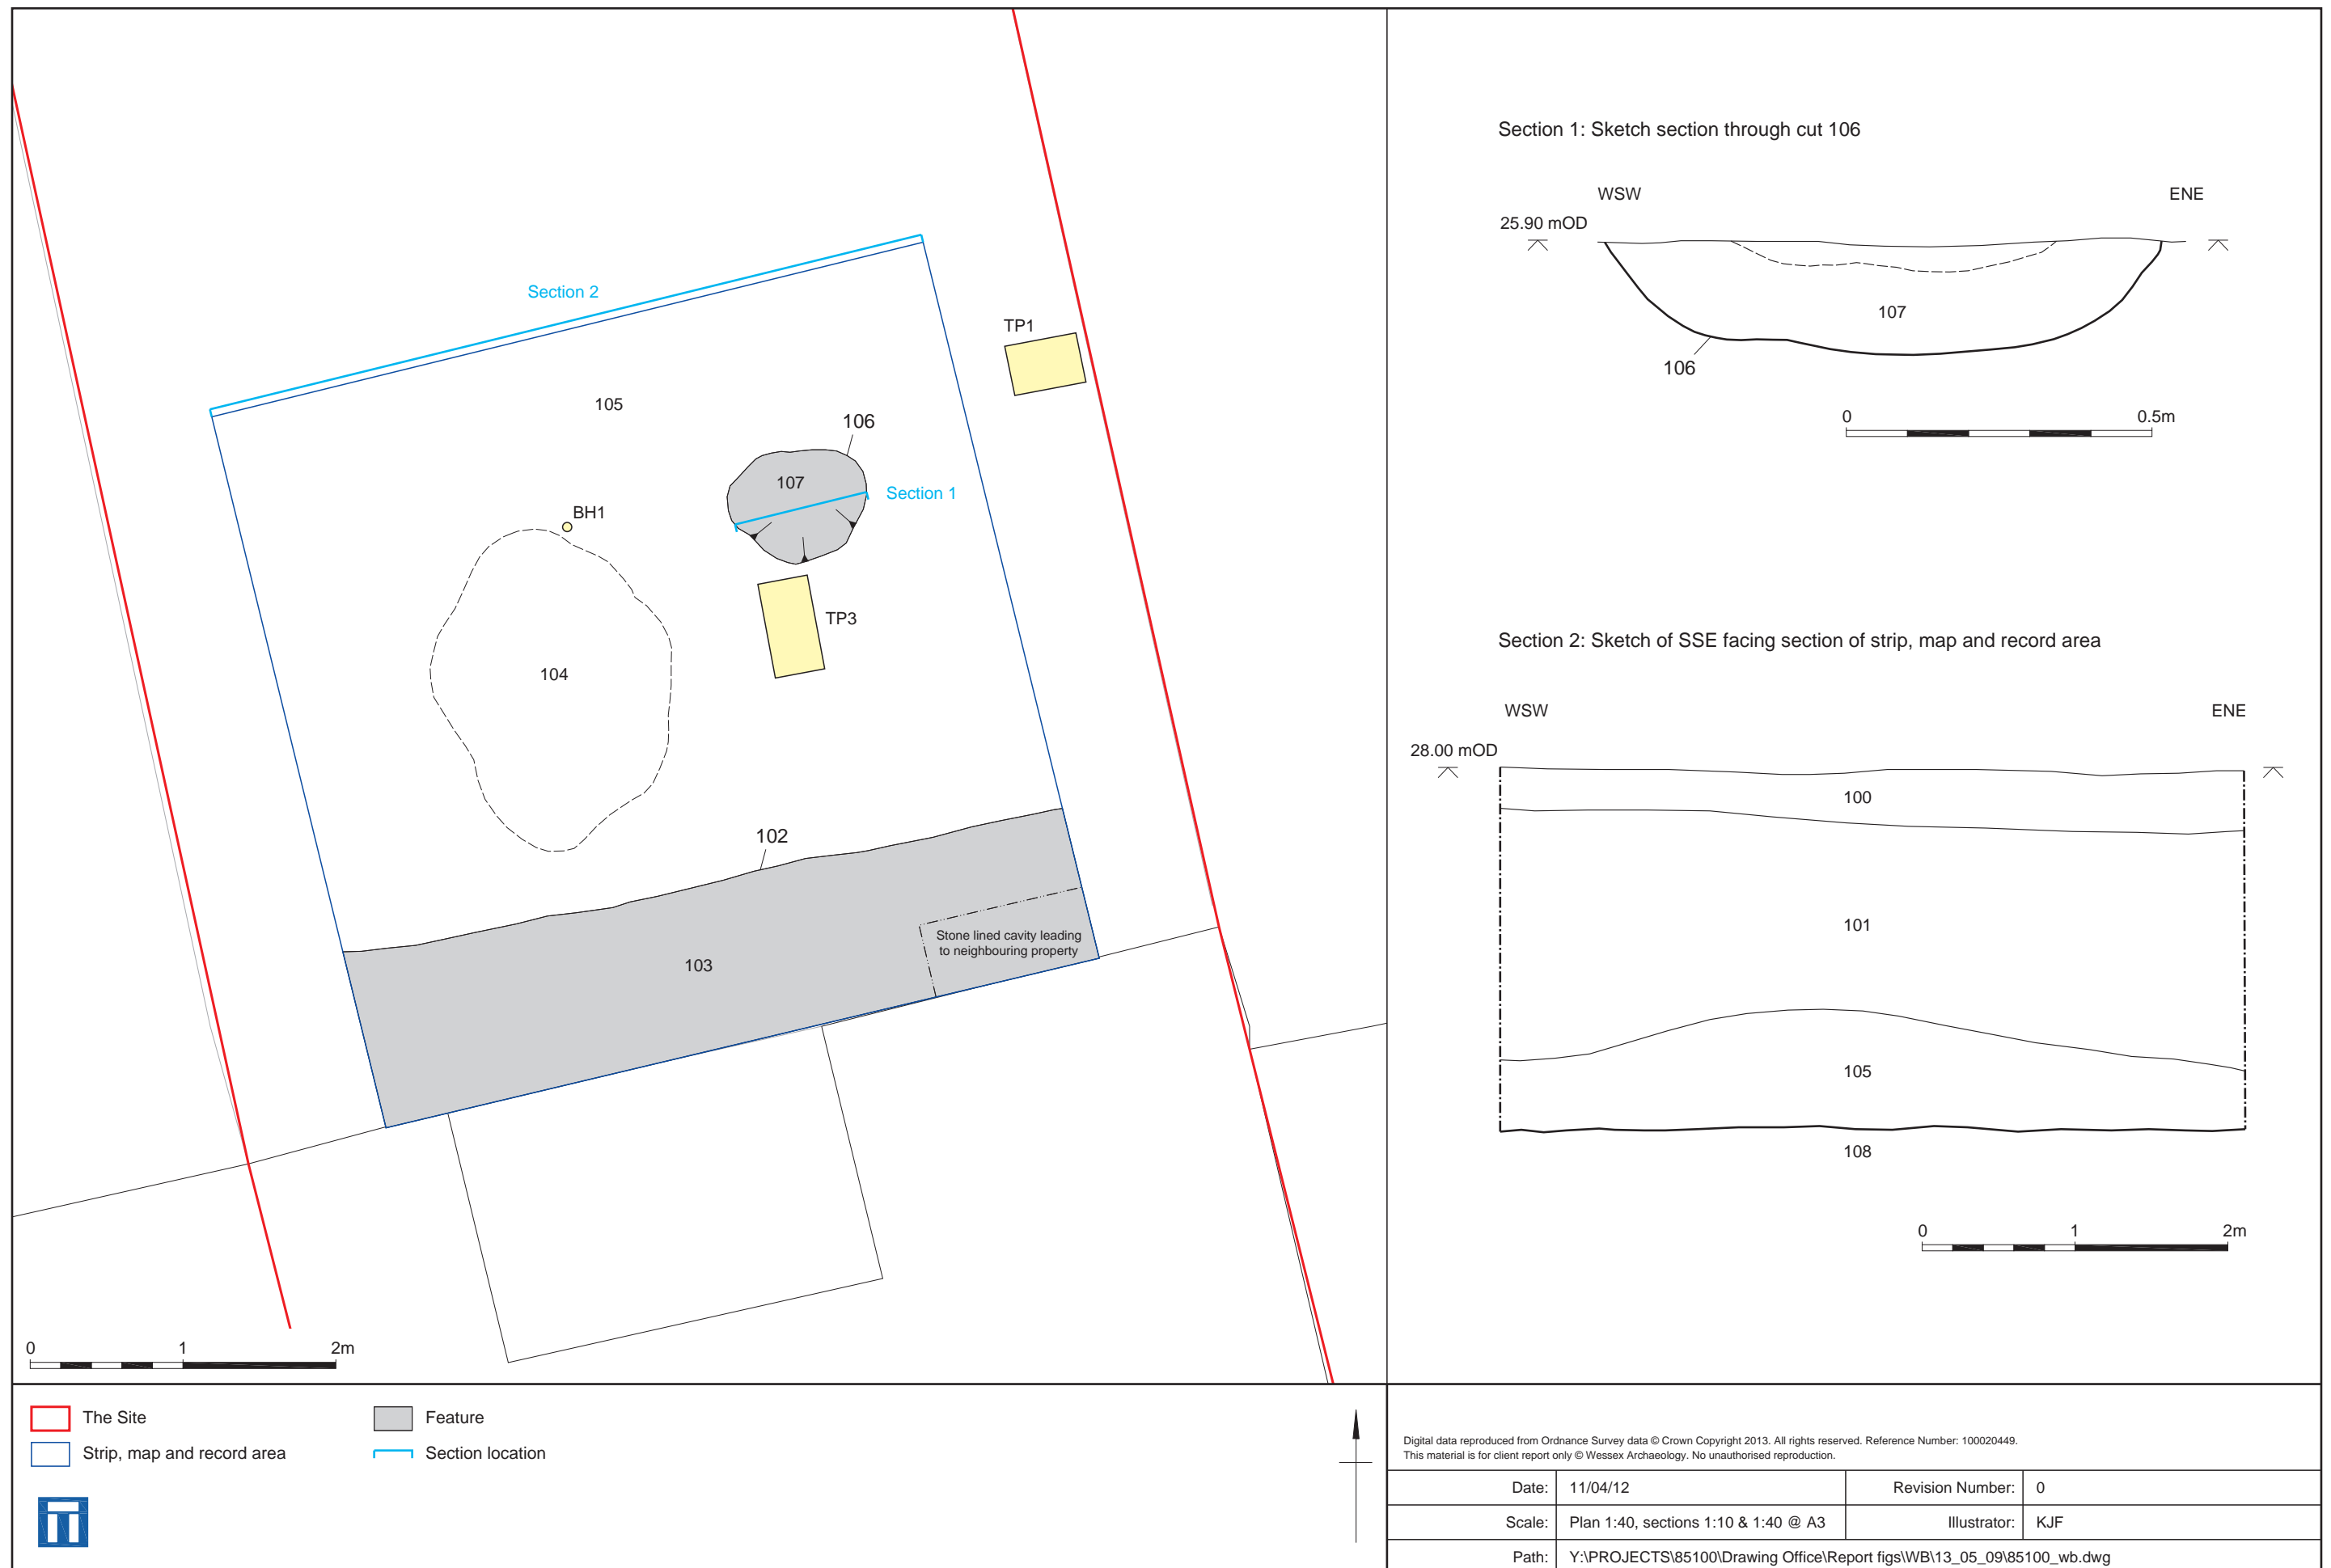 Section 2
105
106
107
Section 1
BH1
TP1
TP3
104
102
103
Stone lined cavity leading
to neighbouring property
0 1 2m
Section 1: Sketch section through cut 106
WSW ENE
25.90 mOD
107
106
0 0.5m
Section 2: Sketch of SSE facing section of strip, map and record area
WSW ENE
28.00 mOD
100
101
105
108
0 1 2m
The Site
Strip, map and record area
Feature
Section location
Digital data reproduced from Ordnance Survey data © Crown Copyright 2013. All rights reserved. Reference Number: 100020449.
This material is for client report only © Wessex Archaeology. No unauthorised reproduction.
Date: 11/04/12 Revision Number: 0
Scale: Plan 1:40, sections 1:10 & 1:40 @ A3 Illustrator: KJF
Path: Y:\PROJECTS\85100\Drawing Office\Report figs\WB\13_05_09\85100_wb.dwg